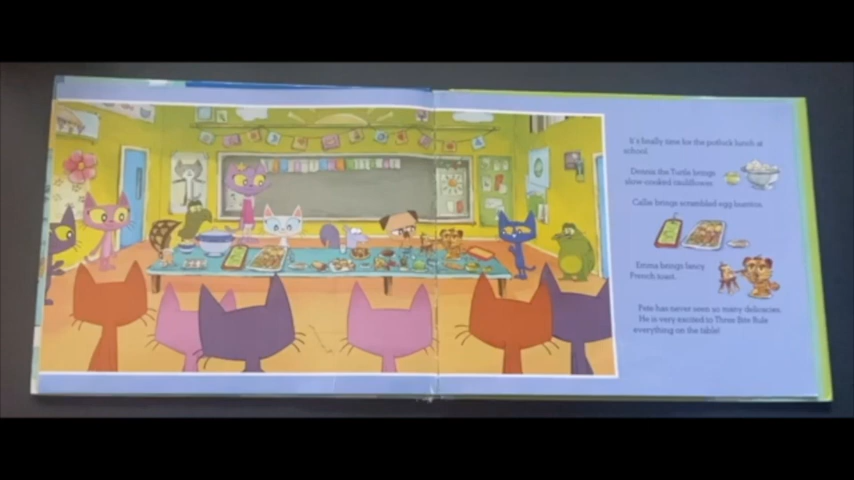 It's finally time for the potluck lunch at
school.
Dennis the Turtle brings
slow cooked cauliflower.
Callie brings scrambled egg burritos.
Emma brings fancy
French toast.
Pete has never seen so many delicacies.
He is very excited to Three Bite Rule
everything on the table!